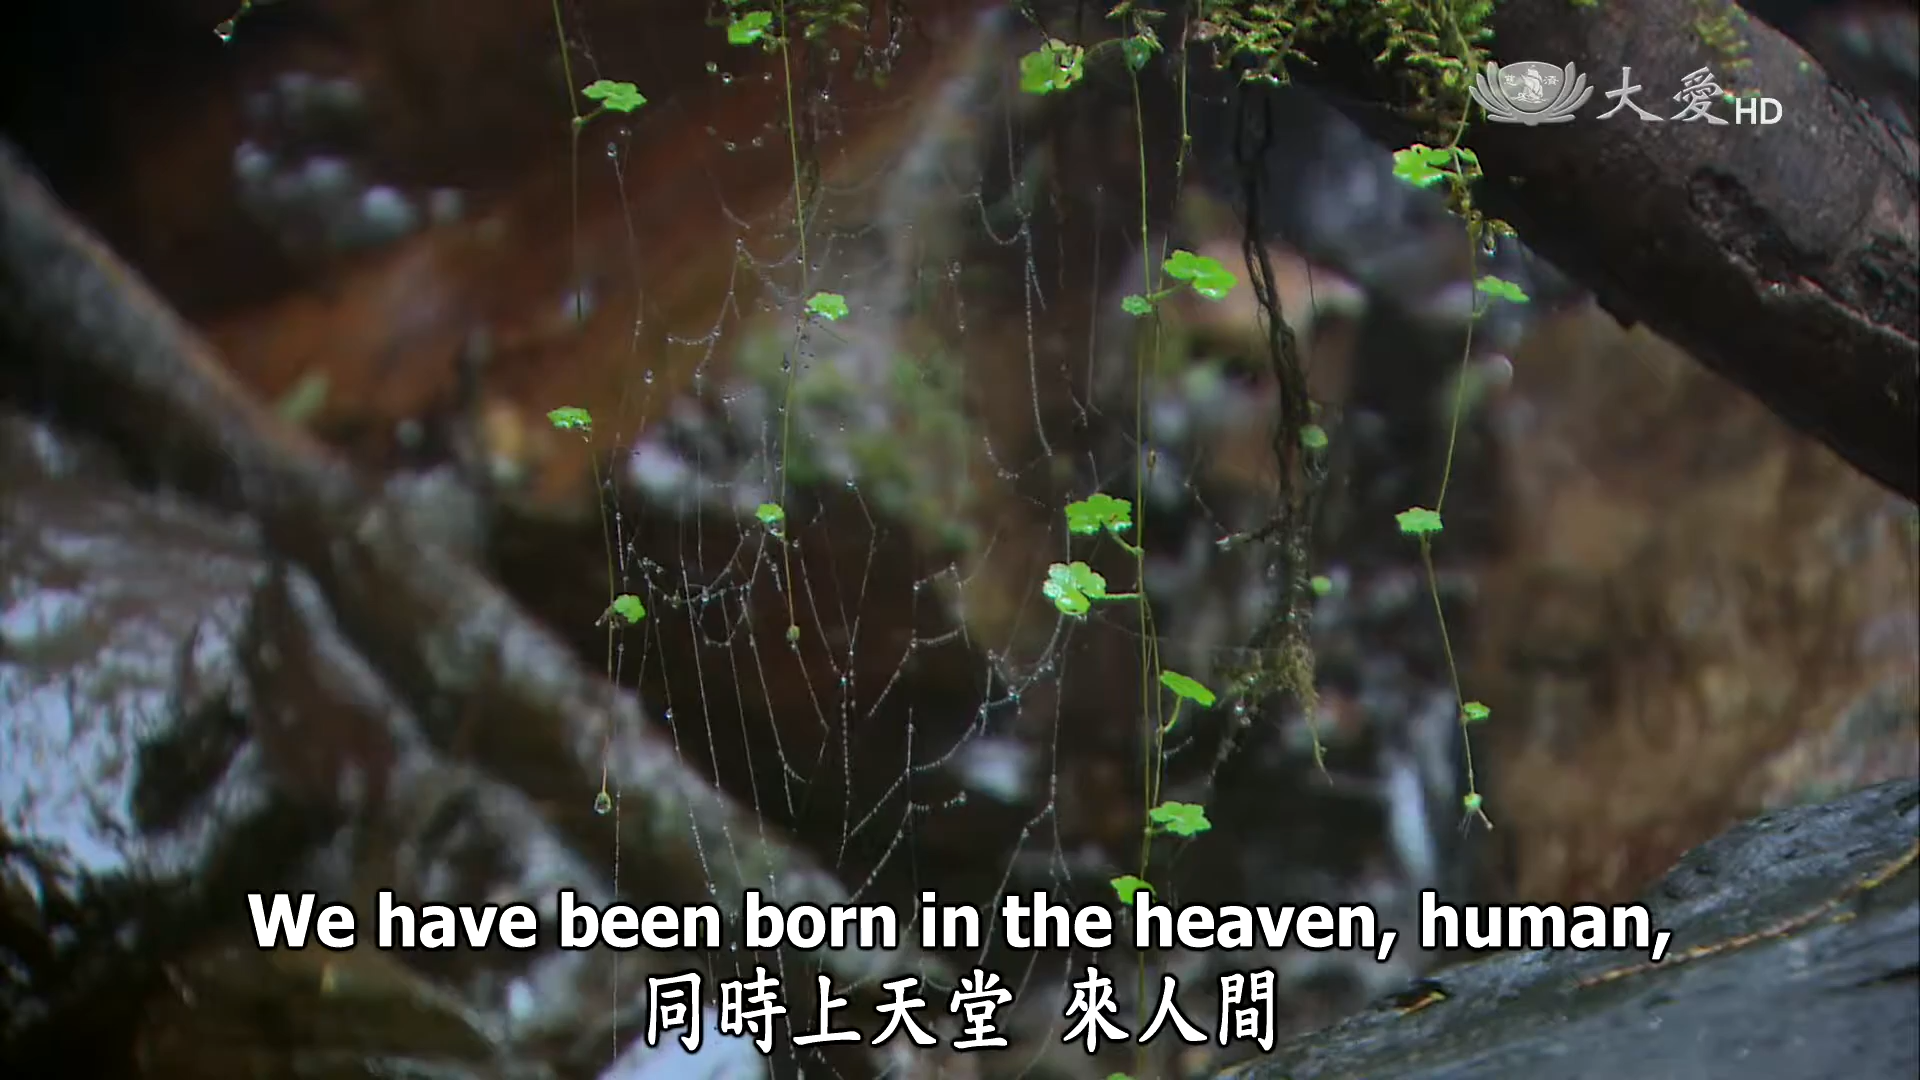 大愛HD
We have been born in the heaven, human,
同時上天堂 來人間